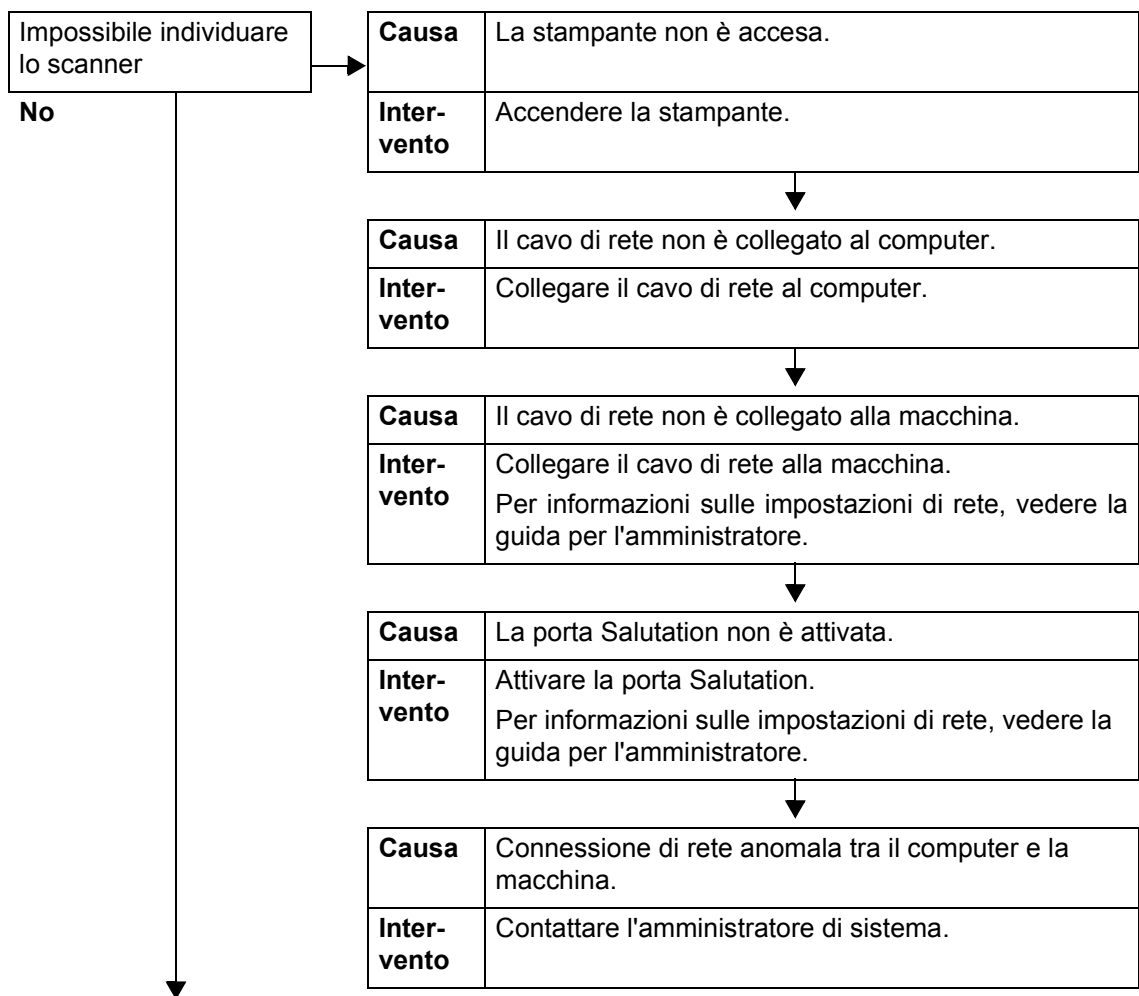 Impossibile individuare
lo scanner
No
Causa
La stampante non è accesa.
Inter-
vento
Accendere la stampante.
Causa
Il cavo di rete non è collegato al computer.
Inter-
vento
Collegare il cavo di rete al computer.
Causa
Il cavo di rete non è collegato alla macchina.
Inter-
vento
Collegare il cavo di rete alla macchina.
Per informazioni sulle impostazioni di rete, vedere la
guida per l'amministratore.
Causa
La porta Salutation non è attivata.
Inter-
vento
Attivare la porta Salutation.
Per informazioni sulle impostazioni di rete, vedere la
guida per l'amministratore.
Causa
Connessione di rete anomala tra il computer e la
macchina.
Inter-
vento
Contattare l'amministratore di sistema.